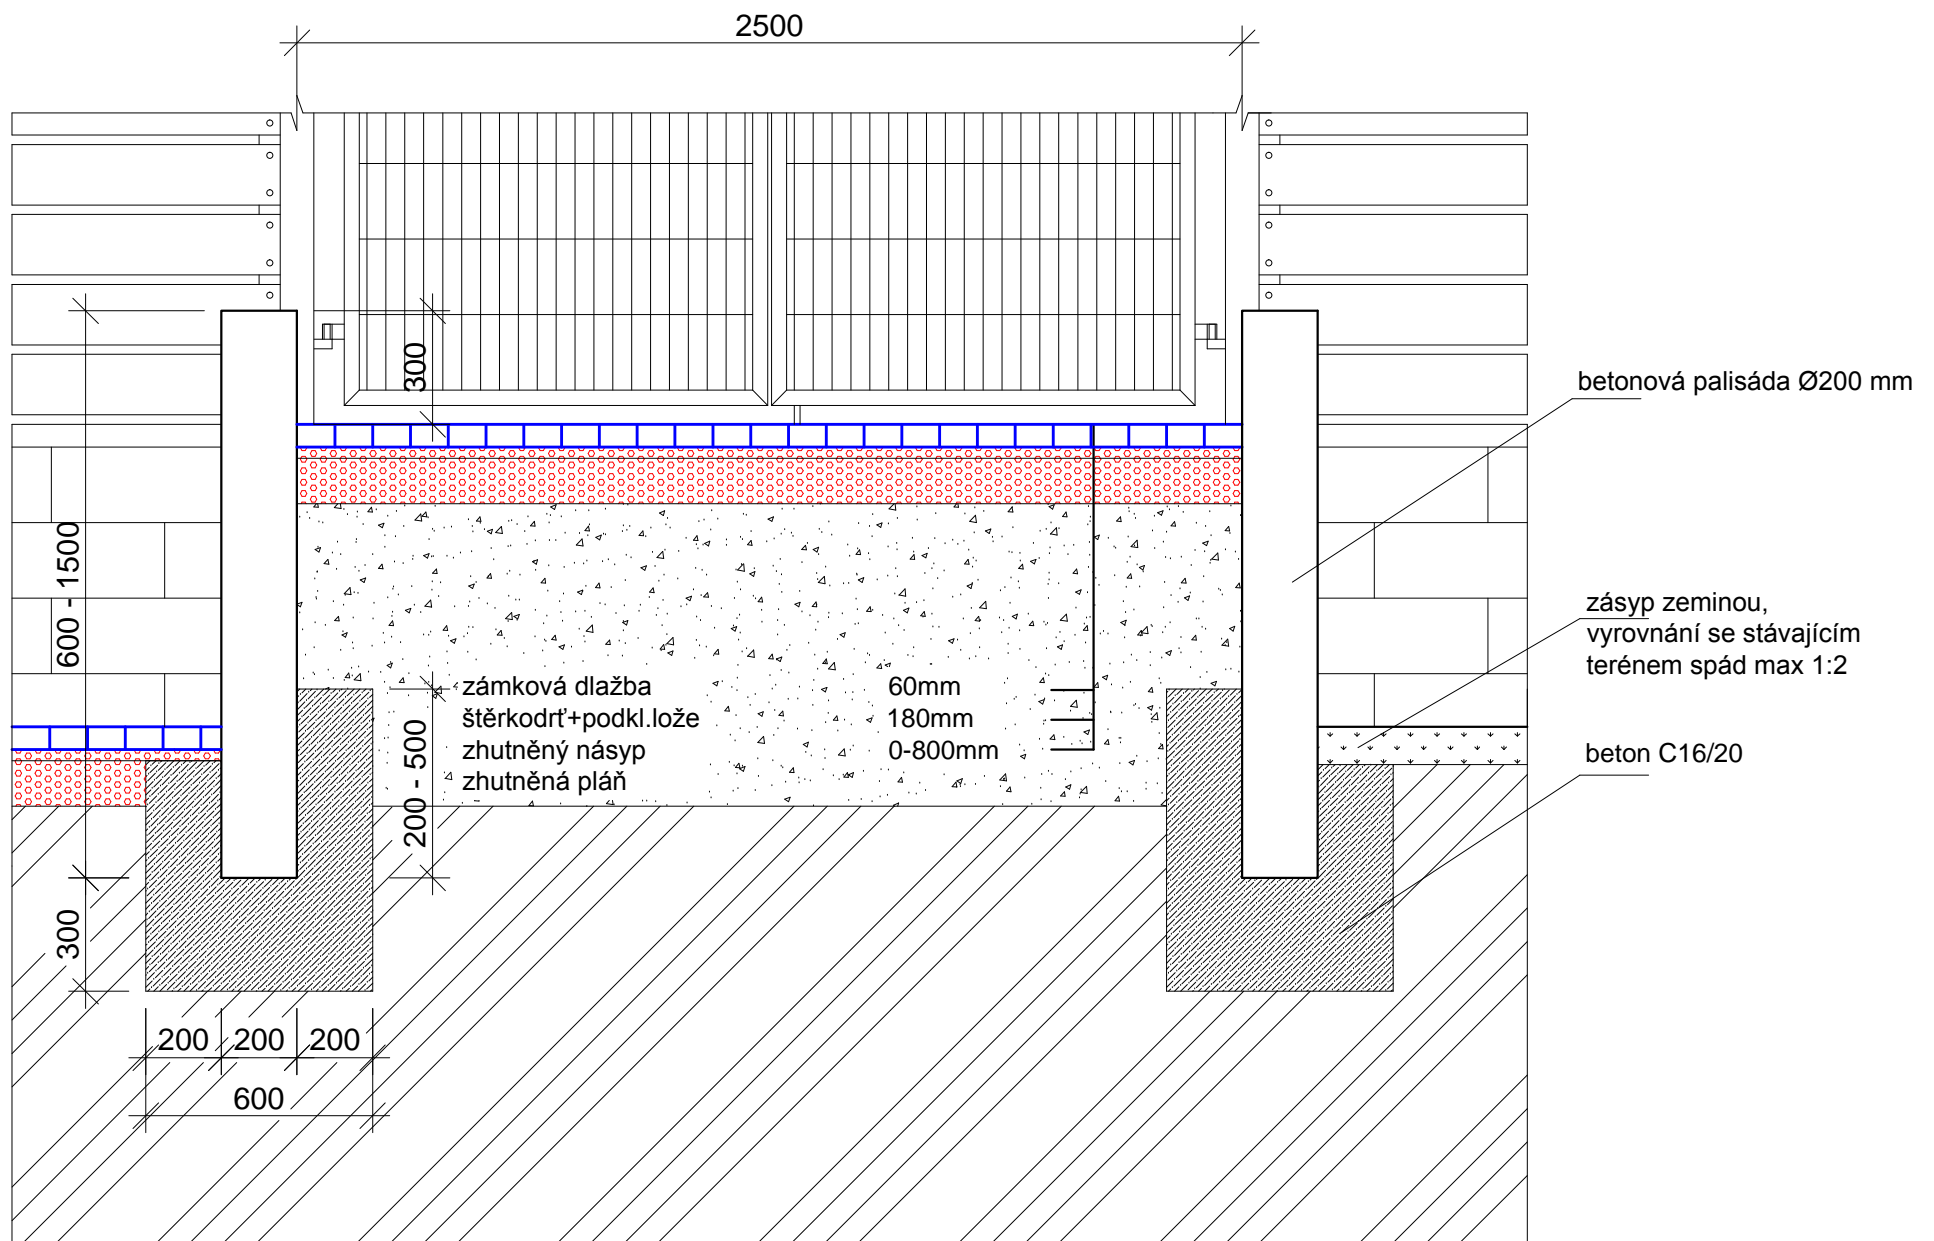 2500
300
betonová palisáda Ø200 mm
600 - 1500
zásyp zeminou,
vyrovnání se stávajícím
terénem spád max 1:2
zámková dlažba 60mm
štěrkodrť+podkl.lože 180mm
zhutněný násyp 0-800mm
zhutněná pláň
200 - 500
beton C16/20
300
200 200 200
600